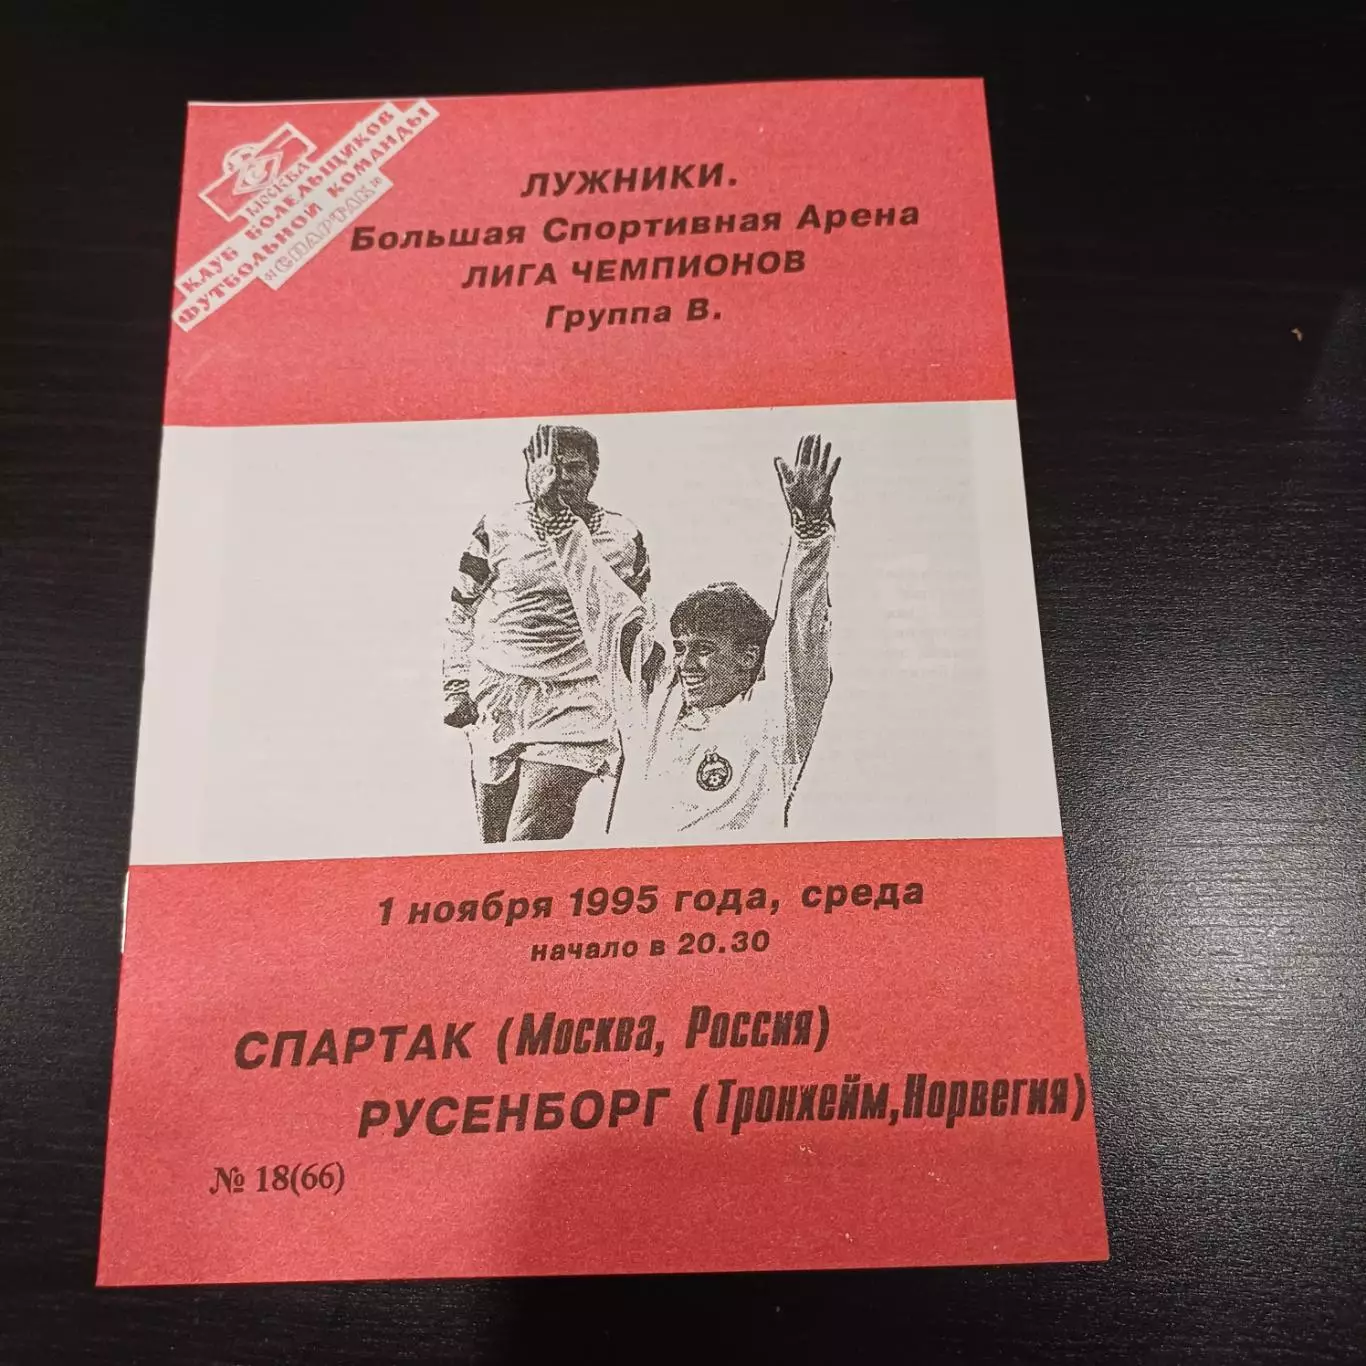 МОСКВА
КЛУБ БОЛЕЛЬЩИКОВ
ФУТБОЛЬНОЙ КОМАНДЫ
"СПАРТАК"
ЛУЖНИКИ.
Большая Спортивная Арена
ЛИГА ЧЕМПИОНОВ
Группа В.
1 ноября 1995 года, среда
начало в 20.30
СПАРТАК (Москва, Россия)
РУСЕНБОРГ (Тронхейм,Норвегия)
№ 18(66)